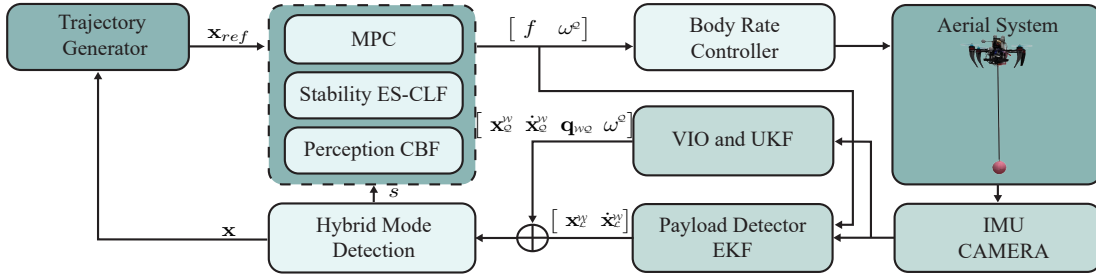 Trajectory
Generator
x_ref
MPC
Stability ES-CLF
Perception CBF
[ f ω^Q ]
Body Rate
Controller
Aerial System
[ x_Q^W ẋ_Q^W q_WQ ω^Q ]
VIO and UKF
s
x
Hybrid Mode
Detection
[ x_L^W ẋ_L^W ]
Payload Detector
EKF
IMU
CAMERA